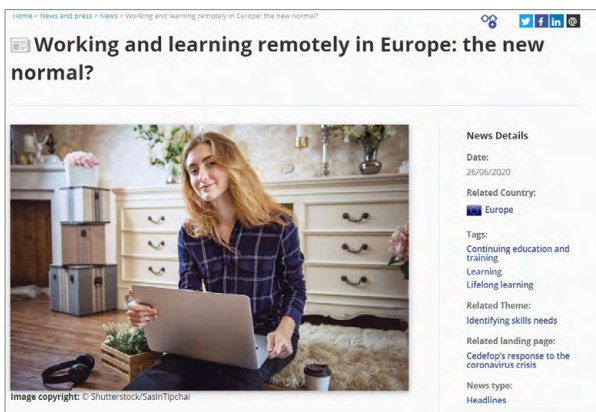 Home > News and press > News > Working and learning remotely in Europe: the new normal?
Working and learning remotely in Europe: the new
normal?
News Details
Date:
26/06/2020
Related Country:
Europe
Tags:
Continuing education and
training
Learning
Lifelong learning
Related Theme:
Identifying skills needs
Related landing page:
Cedefop's response to the
coronavirus crisis
News type:
Headlines
Image copyright: © Shutterstock/SasinTipchai